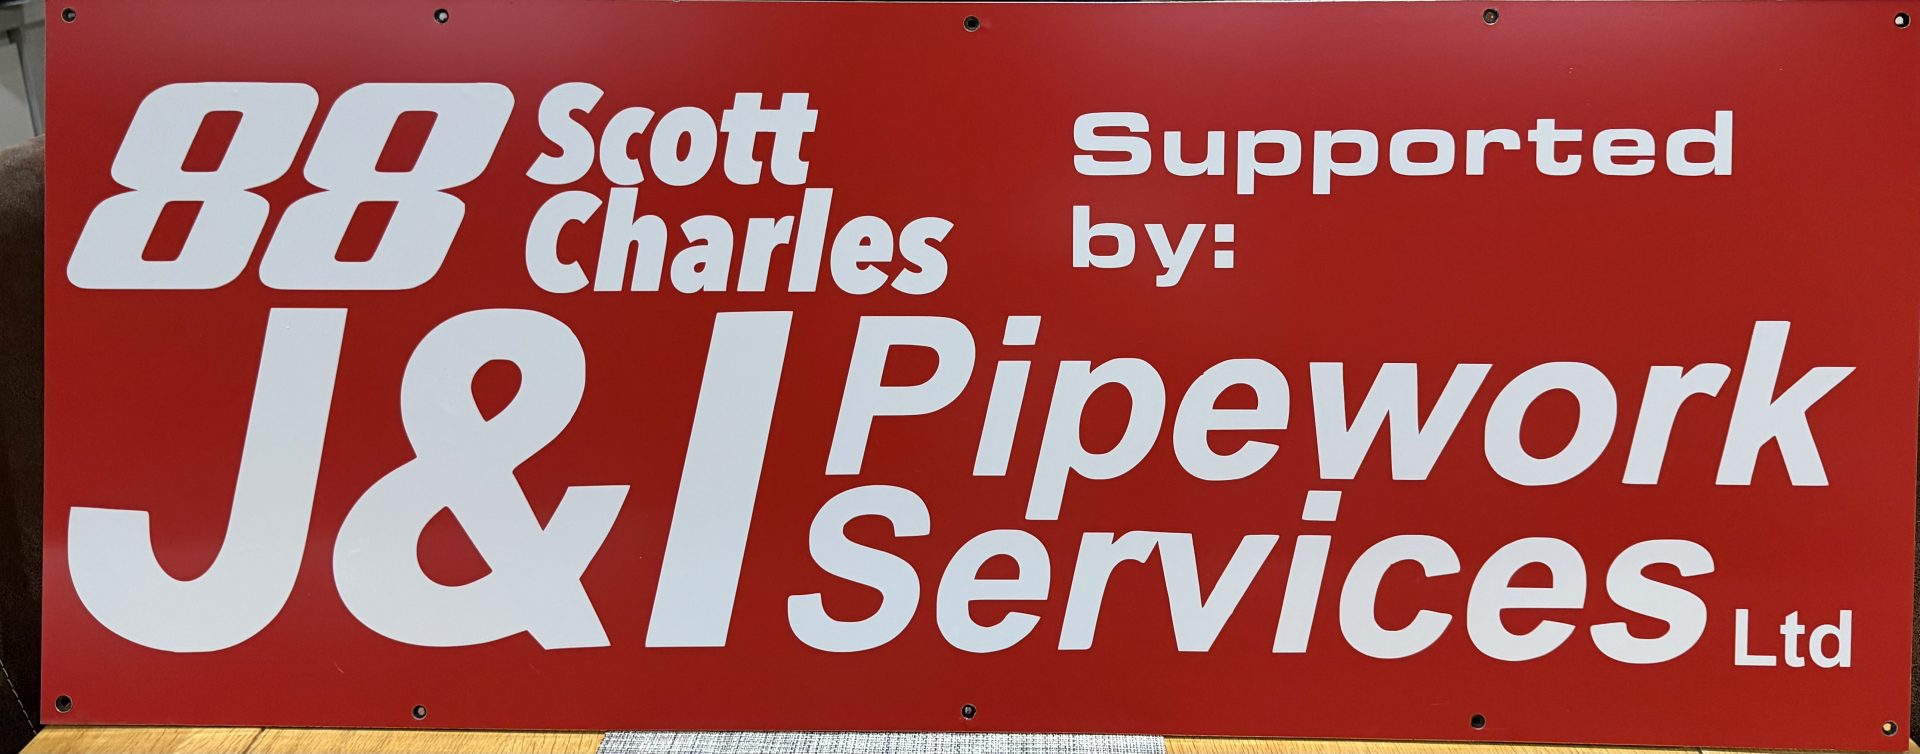 88 Scott
Charles
Supported
by:
J&I Pipework
Services Ltd